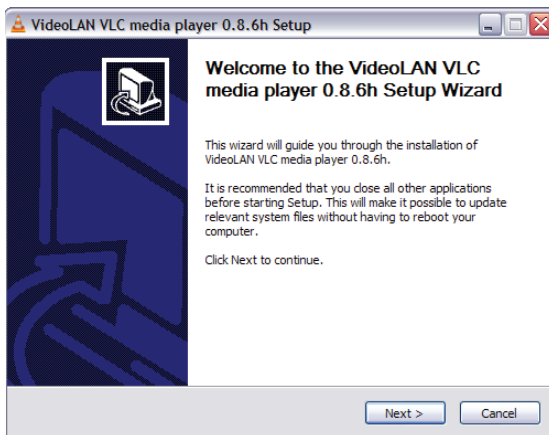 VideoLAN VLC media player 0.8.6h Setup
Welcome to the VideoLAN VLC
media player 0.8.6h Setup Wizard
This wizard will guide you through the installation of
VideoLAN VLC media player 0.8.6h.
It is recommended that you close all other applications
before starting Setup. This will make it possible to update
relevant system files without having to reboot your
computer.
Click Next to continue.
Next >
Cancel